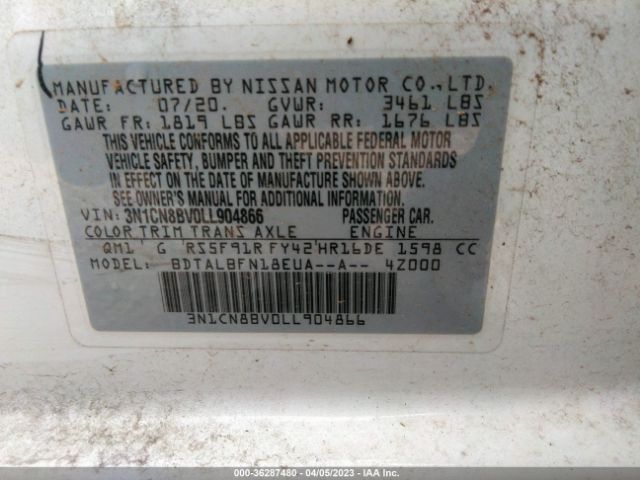 MANUFACTURED BY NISSAN MOTOR CO.,LTD.
DATE: 07/20. GVWR: 3461 LBS
GAWR FR: 1819 LBS GAWR RR: 1676 LBS
THIS VEHICLE CONFORMS TO ALL APPLICABLE FEDERAL MOTOR
VEHICLE SAFETY, BUMPER AND THEFT PREVENTION STANDARDS
IN EFFECT ON THE DATE OF MANUFACTURE SHOWN ABOVE.
SEE OWNER'S MANUAL FOR ADDITIONAL INFORMATION.
VIN: 3N1CN8BV0LL904866 PASSENGER CAR.
COLOR TRIM TRANS AXLE ENGINE
QM1 G RS5F91R FY42 HR16DE 1598 CC
MODEL: BDTALBFN18EUA--A-- 4Z000
3N1CN8BV0LL904866
000-36287480 - 04/05/2023 - IAA Inc.